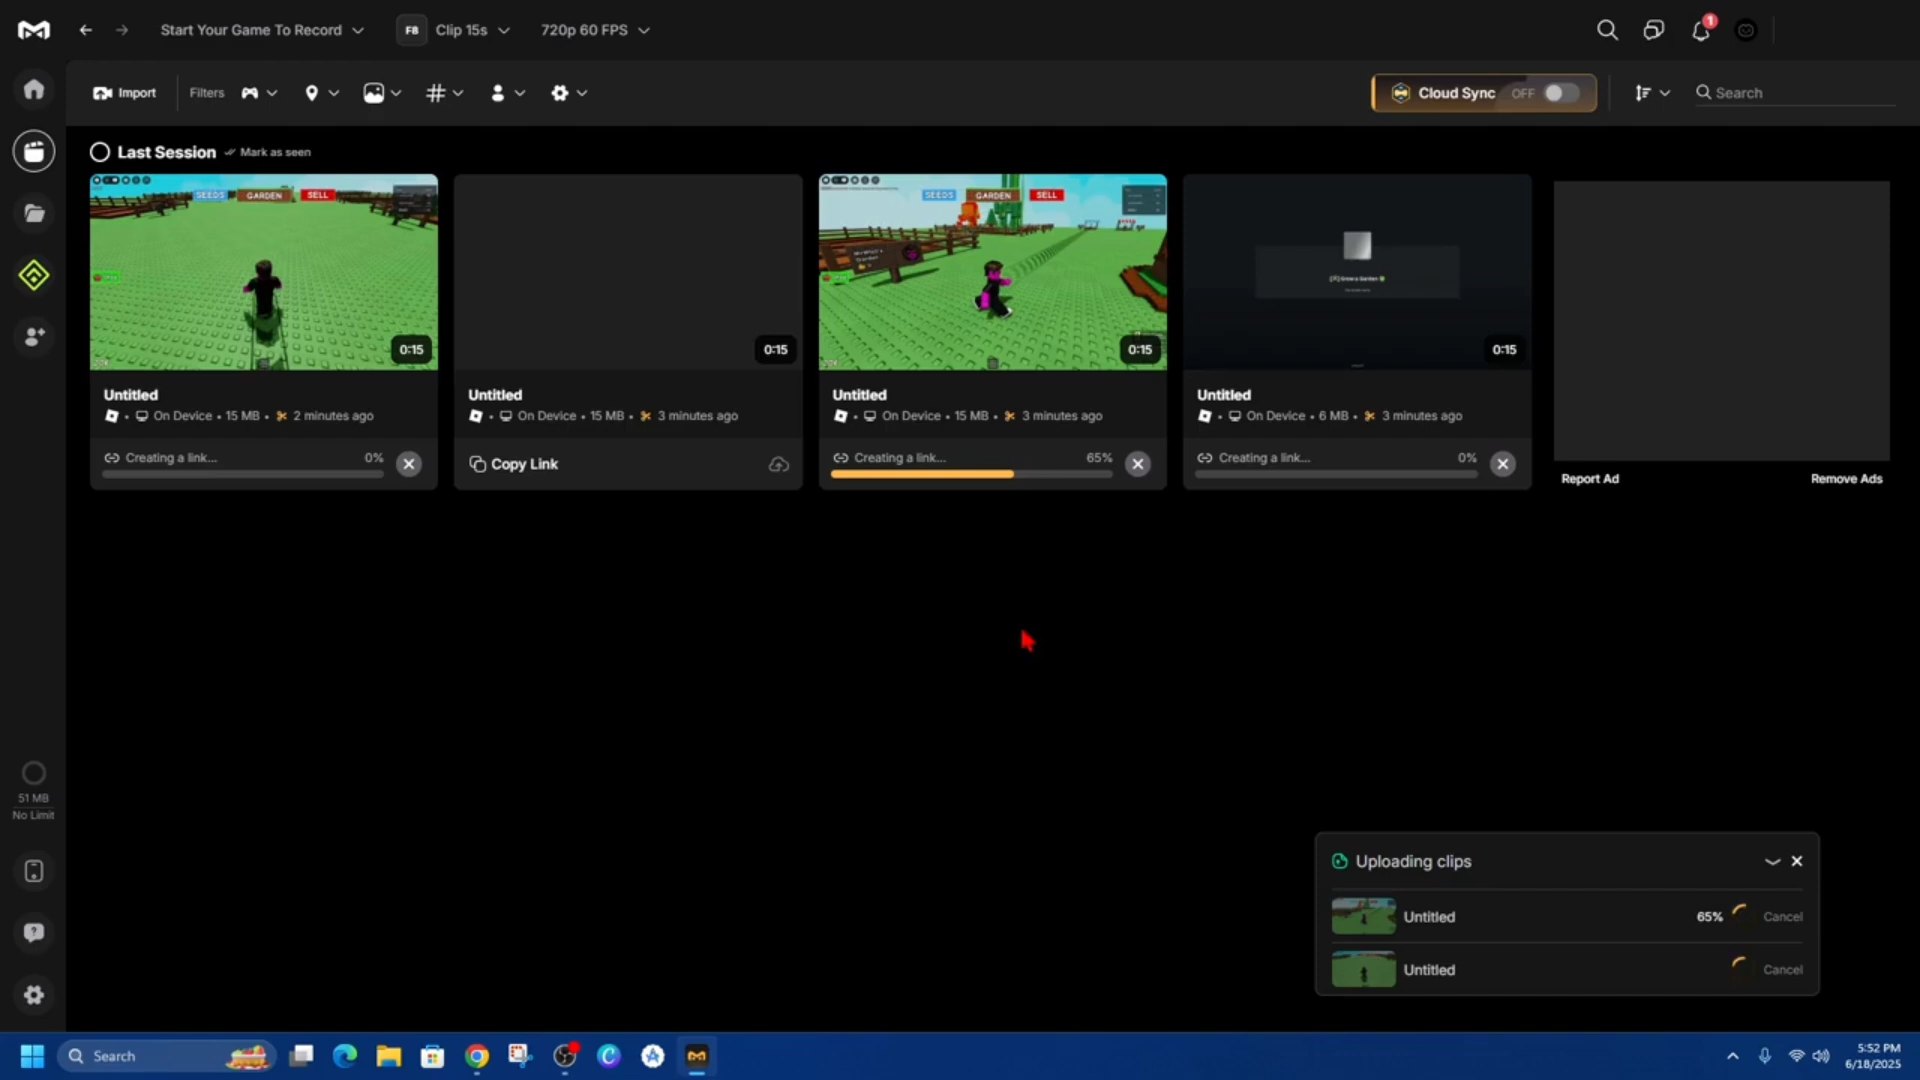 Start Your Game To Record
F8 Clip 15s
720p 60 FPS
1
Import
Filters
Cloud Sync OFF
Search
Last Session
Mark as seen
SEEDS GARDEN SELL
0:15
Untitled
On Device • 15 MB • 2 minutes ago
Creating a link... 0%
0:15
Untitled
On Device • 15 MB • 3 minutes ago
Copy Link
SEEDS GARDEN SELL
0:15
Untitled
On Device • 15 MB • 3 minutes ago
Creating a link... 65%
Grow a Garden
0:15
Untitled
On Device • 6 MB • 3 minutes ago
Creating a link... 0%
Report Ad
Remove Ads
51 MB
No Limit
Uploading clips
Untitled 65% Cancel
Untitled Cancel
Search
5:52 PM
6/18/2025